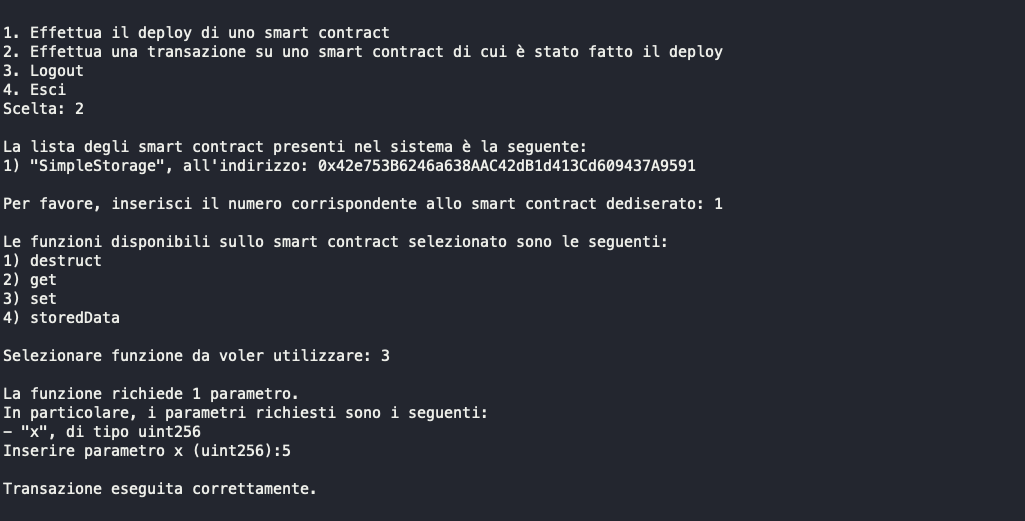 1. Effettua il deploy di uno smart contract
2. Effettua una transazione su uno smart contract di cui è stato fatto il deploy
3. Logout
4. Esci
Scelta: 2
La lista degli smart contract presenti nel sistema è la seguente:
1) "SimpleStorage", all'indirizzo: 0x42e753B6246a638AAC42dB1d413Cd609437A9591
Per favore, inserisci il numero corrispondente allo smart contract dediserato: 1
Le funzioni disponibili sullo smart contract selezionato sono le seguenti:
1) destruct
2) get
3) set
4) storedData
Selezionare funzione da voler utilizzare: 3
La funzione richiede 1 parametro.
In particolare, i parametri richiesti sono i seguenti:
– "x", di tipo uint256
Inserire parametro x (uint256):5
Transazione eseguita correttamente.